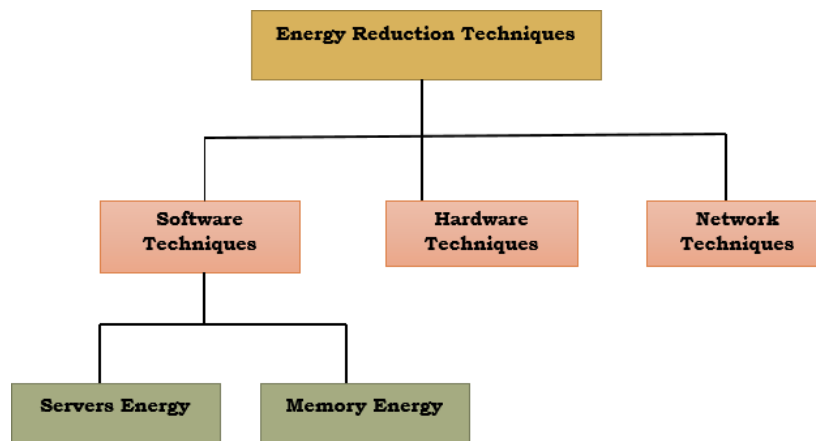 Energy Reduction Techniques
Software
Techniques
Hardware
Techniques
Network
Techniques
Servers Energy
Memory Energy